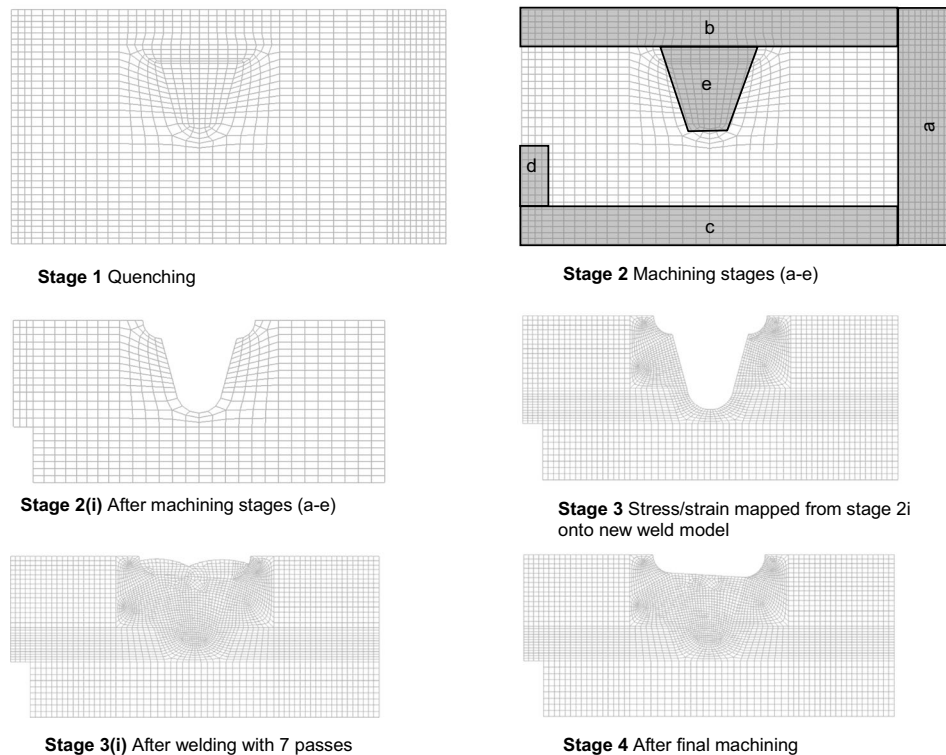 b
e
a
d
c
Stage 1 Quenching
Stage 2 Machining stages (a-e)
Stage 2(i) After machining stages (a-e)
Stage 3 Stress/strain mapped from stage 2i
onto new weld model
Stage 3(i) After welding with 7 passes
Stage 4 After final machining